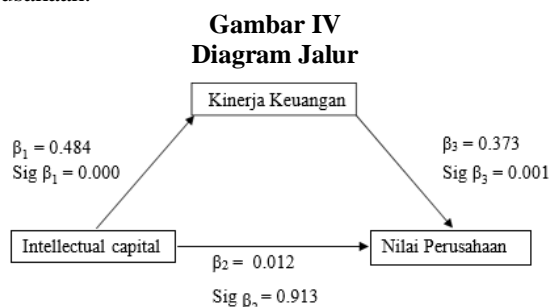 Gambar IV
Diagram Jalur
Kinerja Keuangan
β₁ = 0.484
Sig β₁ = 0.000
β₃ = 0.373
Sig β₃ = 0.001
Intellectual capital
Nilai Perusahaan
β₂ = 0.012
Sig β₂ = 0.913